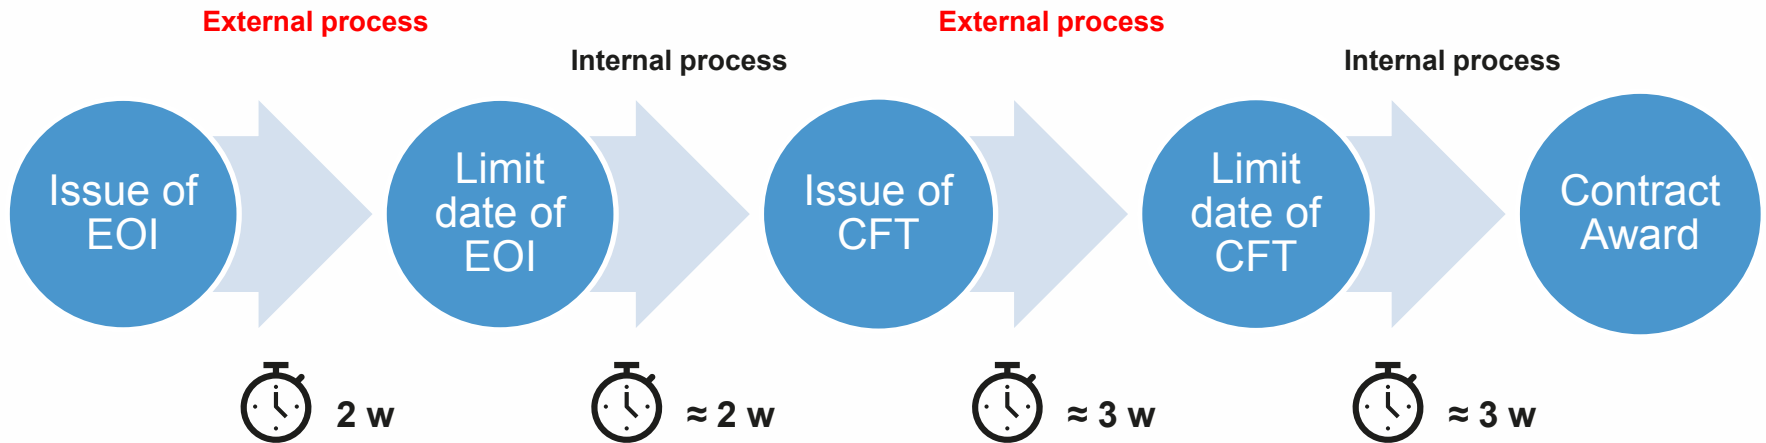 External process
External process
Internal process
Internal process
Issue of
EOI
Limit
date of
EOI
Issue of
CFT
Limit
date of
CFT
Contract
Award
2 w
≈ 2 w
≈ 3 w
≈ 3 w